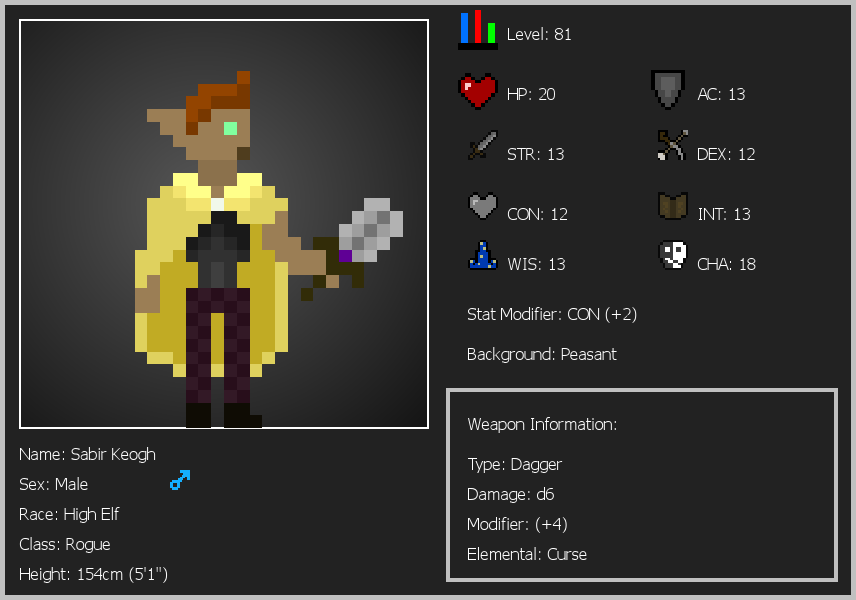 Level: 81
HP: 20
AC: 13
STR: 13
DEX: 12
CON: 12
INT: 13
WIS: 13
CHA: 18
Stat Modifier: CON (+2)
Background: Peasant
Weapon Information:
Type: Dagger
Damage: d6
Modifier: (+4)
Elemental: Curse
Name: Sabir Keogh
Sex: Male
Race: High Elf
Class: Rogue
Height: 154cm (5'1")